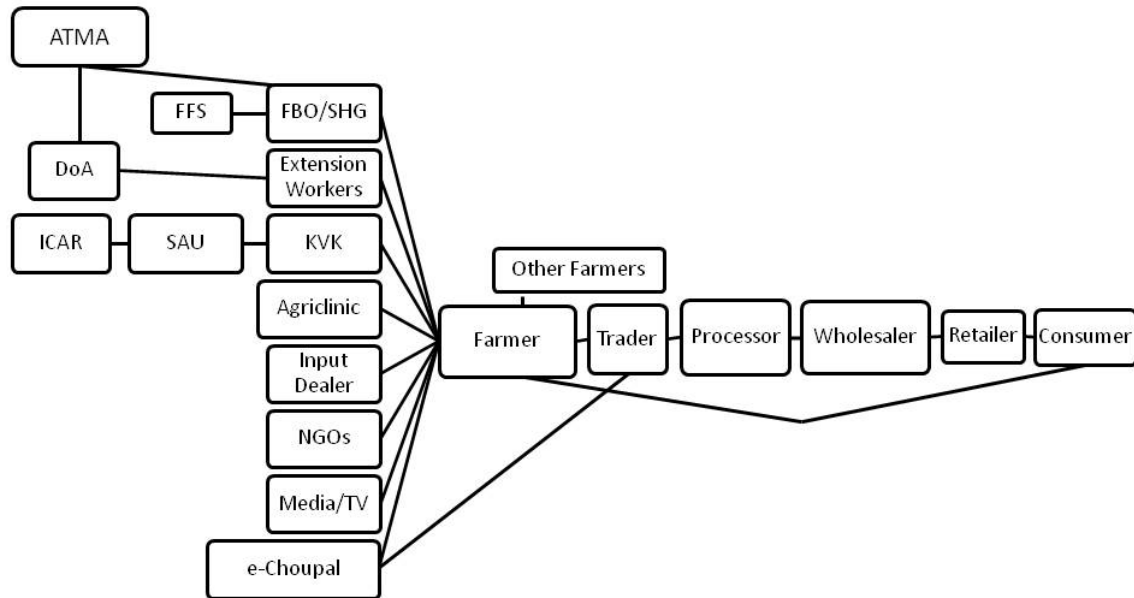 ATMA
FFS
FBO/SHG
DoA
Extension
Workers
ICAR
SAU
KVK
Other Farmers
Agriclinic
Farmer
Trader
Processor
Wholesaler
Retailer
Consumer
Input
Dealer
NGOs
Media/TV
e-Choupal